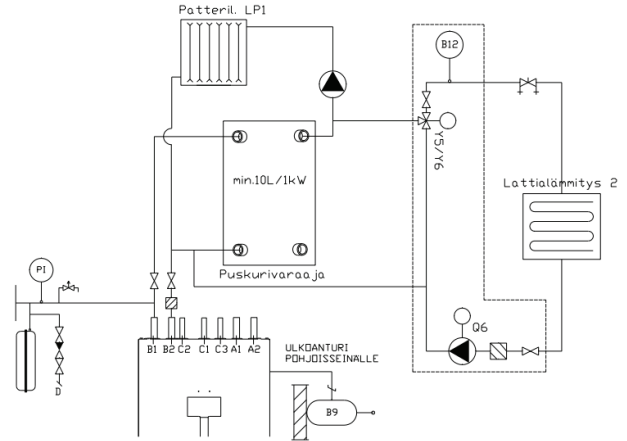 Patteril. LP1
B12
Y5/Y6
min.10L/1kW
Lattialämmitys 2
Puskurivaraaja
PI
Q6
B1 B2 C2 C1 C3 A1 A2
ULKOANTURI
POHJOISSEINÄLLE
D
B9